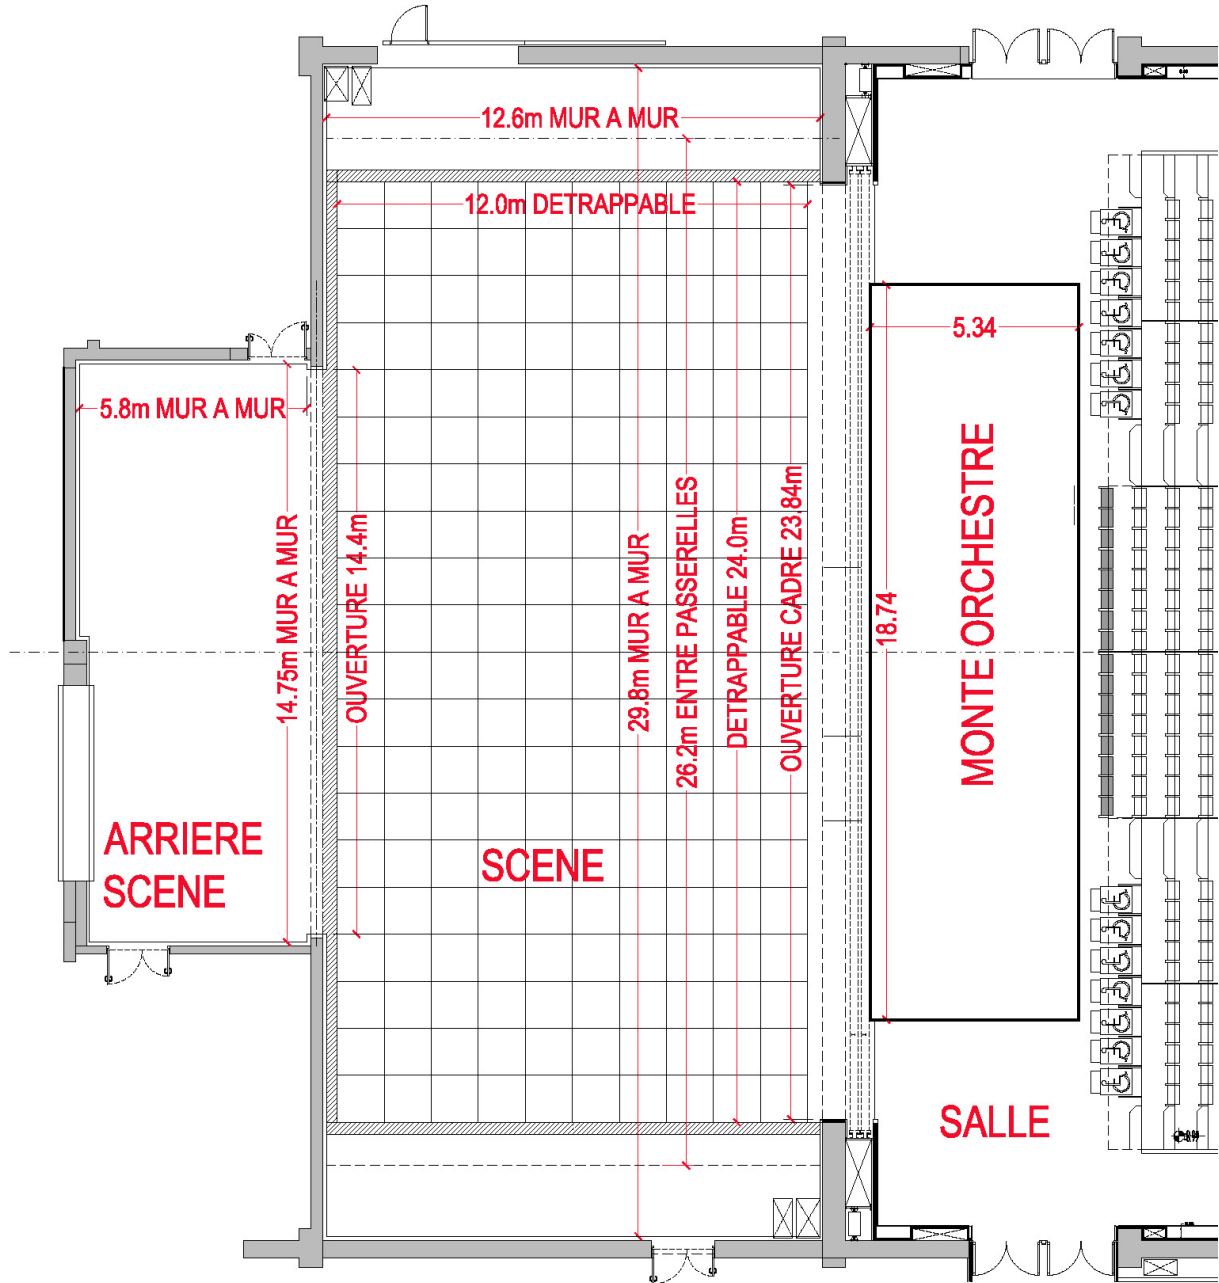 12.6m MUR A MUR
12.0m DETRAPPABLE
5.34
5.8m MUR A MUR
14.75m MUR A MUR
OUVERTURE 14.4m
29.8m MUR A MUR
26.2m ENTRE PASSERELLES
DETRAPPABLE 24.0m
OUVERTURE CADRE 23.84m
18.74
MONTE ORCHESTRE
ARRIERE
SCENE
SCENE
SALLE